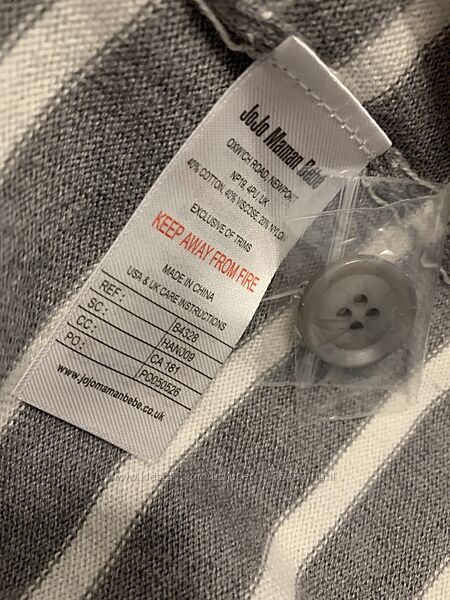 JoJo Maman Bébé
OXWICH ROAD, NEWPORT
NP19, 4PU, UK
40% COTTON, 40% VISCOSE, 20% NYLON
EXCLUSIVE OF TRIMS
KEEP AWAY FROM FIRE
MADE IN CHINA
USA & UK CARE INSTRUCTIONS
REF: B4326
SC: HAN009
CC: CA 161
PO: PO050526
www.jojomamanbebe.co.uk